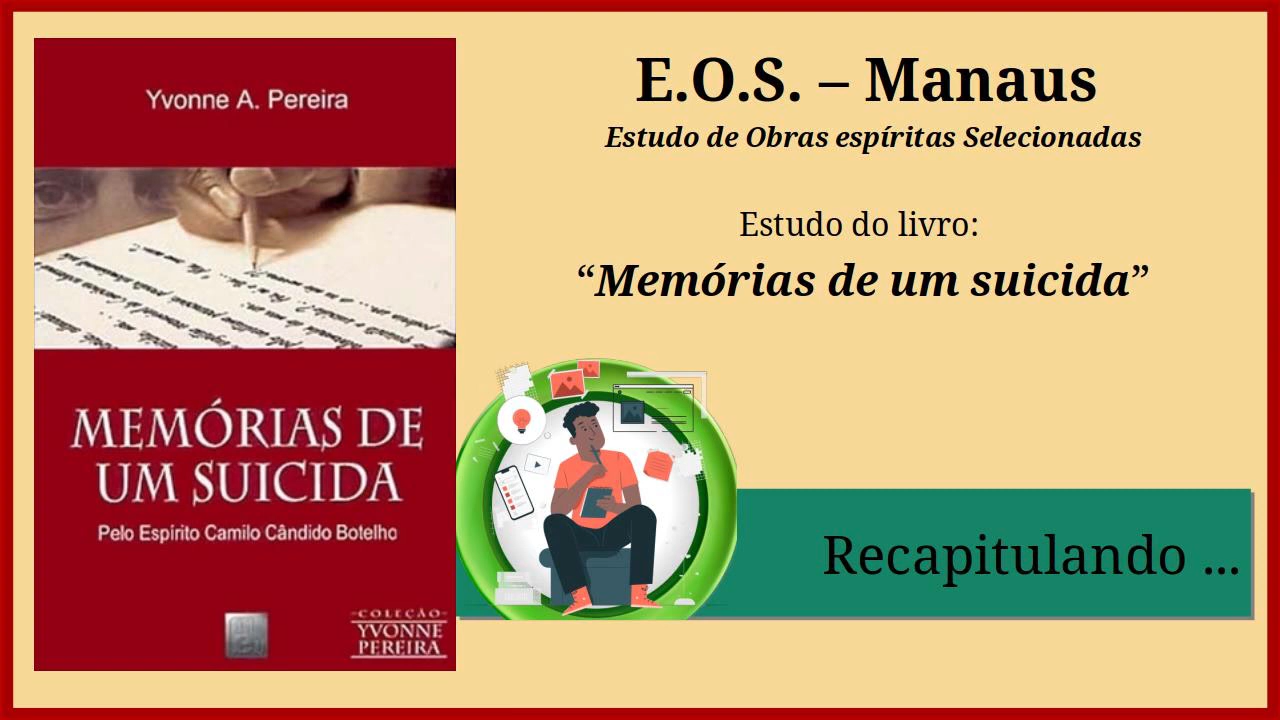 Yvonne A. Pereira
MEMÓRIAS DE
UM SUICIDA
Pelo Espírito Camilo Cândido Botelho
COLEÇÃO
YVONNE
PEREIRA
E.O.S. – Manaus
Estudo de Obras espíritas Selecionadas
Estudo do livro:
“Memórias de um suicida”
Recapitulando ...